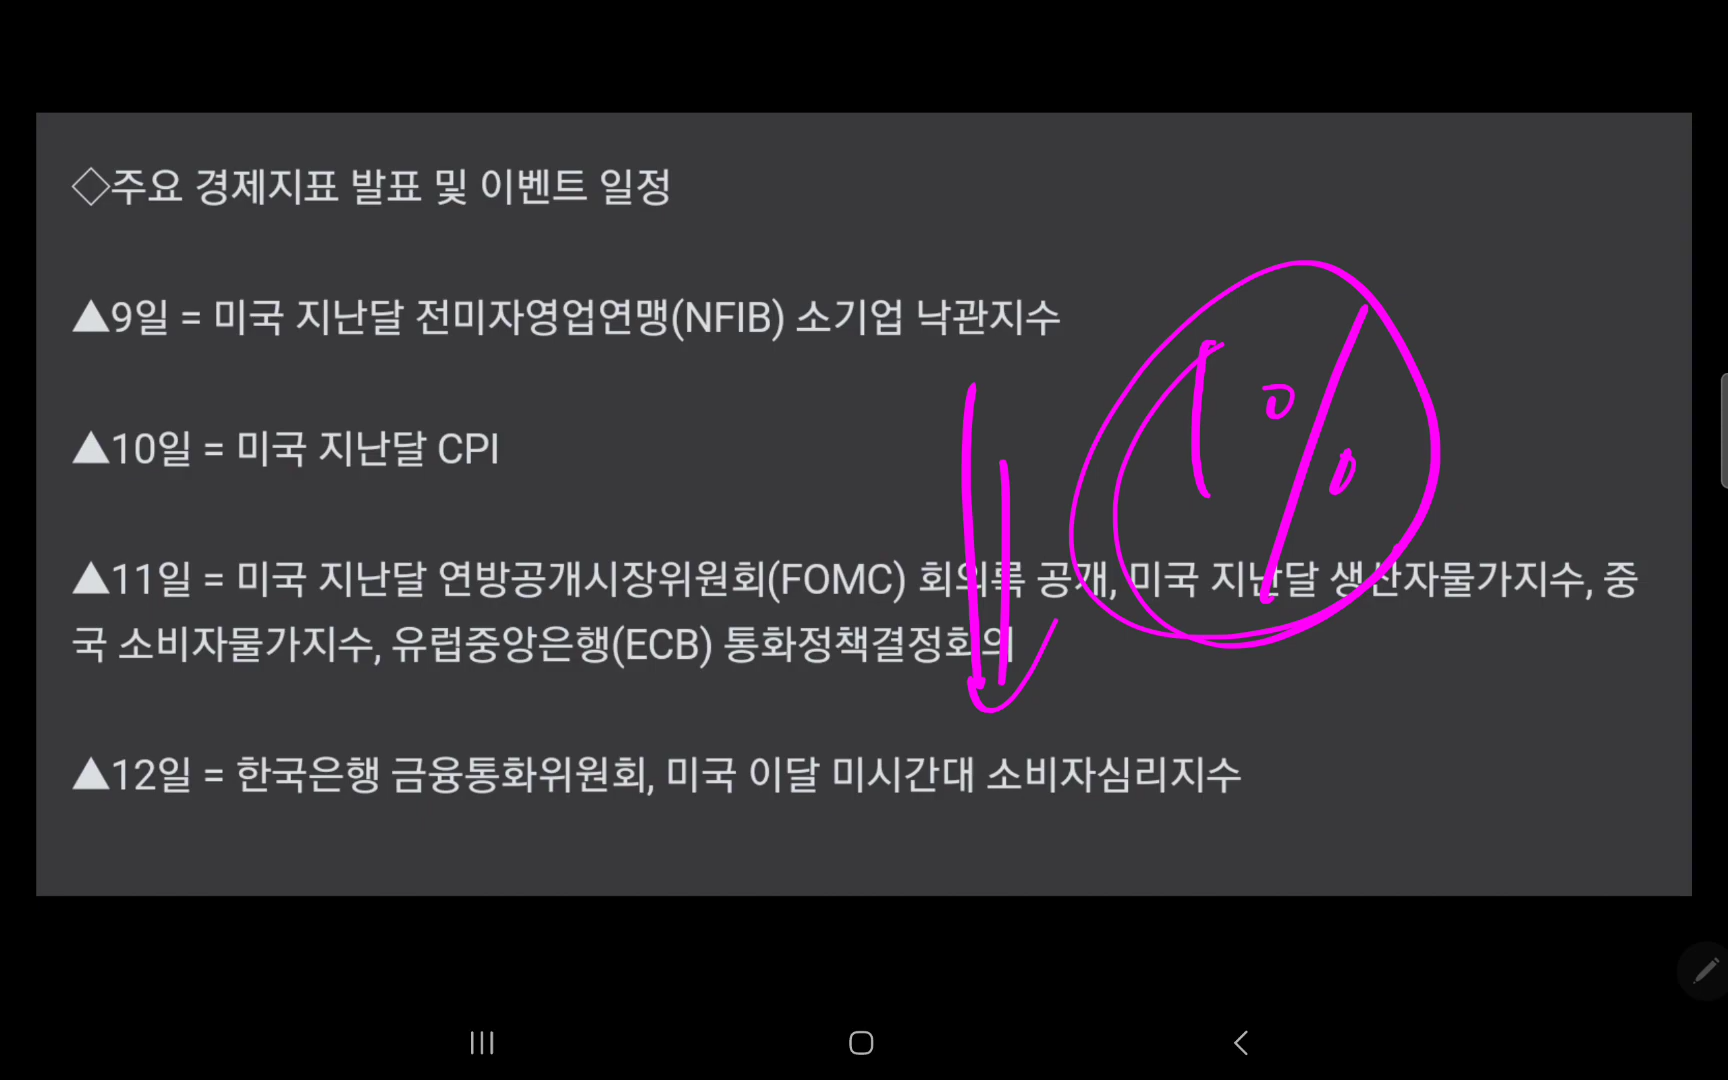 ◇주요 경제지표 발표 및 이벤트 일정
▲9일 = 미국 지난달 전미자영업연맹(NFIB) 소기업 낙관지수
1%
▲10일 = 미국 지난달 CPI
▲11일 = 미국 지난달 연방공개시장위원회(FOMC) 회의록 공개, 미국 지난달 생산자물가지수, 중
국 소비자물가지수, 유럽중앙은행(ECB) 통화정책결정회의
▲12일 = 한국은행 금융통화위원회, 미국 이달 미시간대 소비자심리지수